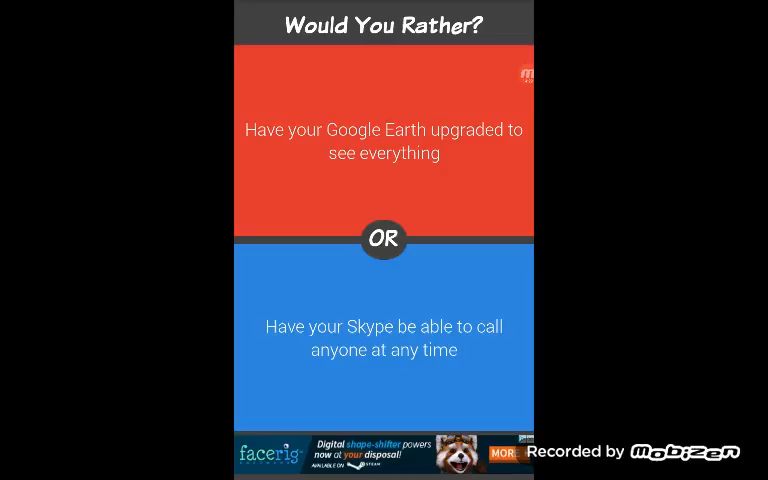 Would You Rather?
Have your Google Earth upgraded to
see everything
OR
Have your Skype be able to call
anyone at any time
facerig
Digital shape-shifter powers
now at your disposal!
AVAILABLE ON STEAM
MORE
Recorded by mobizen